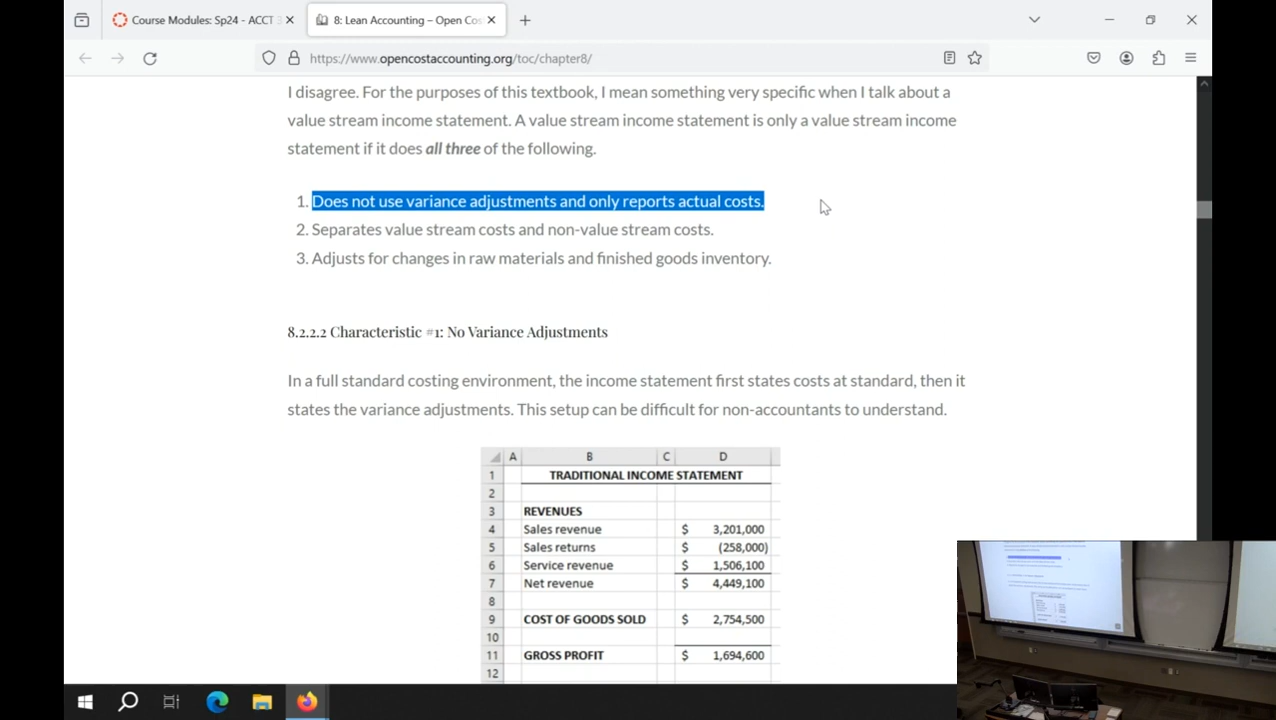 Course Modules: Sp24 - ACCT 3
8: Lean Accounting – Open Cos
https://www.opencostaccounting.org/toc/chapter8/
I disagree. For the purposes of this textbook, I mean something very specific when I talk about a
value stream income statement. A value stream income statement is only a value stream income
statement if it does all three of the following.
1. Does not use variance adjustments and only reports actual costs.
2. Separates value stream costs and non-value stream costs.
3. Adjusts for changes in raw materials and finished goods inventory.
8.2.2.2 Characteristic #1: No Variance Adjustments
In a full standard costing environment, the income statement first states costs at standard, then it
states the variance adjustments. This setup can be difficult for non-accountants to understand.
A B C D
1 TRADITIONAL INCOME STATEMENT
2
3 REVENUES
4 Sales revenue $ 3,201,000
5 Sales returns $ (258,000)
6 Service revenue $ 1,506,100
7 Net revenue $ 4,449,100
8
9 COST OF GOODS SOLD $ 2,754,500
10
11 GROSS PROFIT $ 1,694,600
12